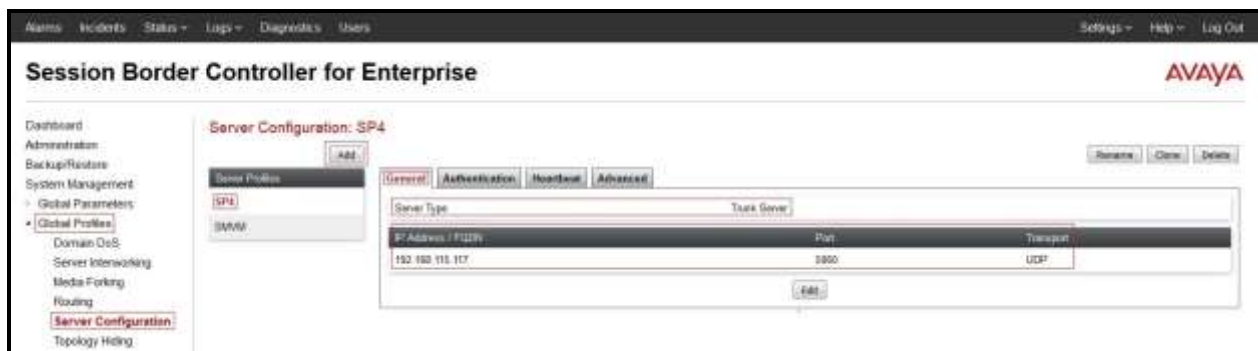 Alarms Incidents Status Logs Diagnostics Users Settings Help Log Out
Session Border Controller for Enterprise
AVAYA
Dashboard
Administration
Backup/Restore
System Management
Global Parameters
Global Profiles
Domain DoS
Server Interworking
Media Forking
Routing
Server Configuration
Topology Hiding
Server Configuration: SP4
Add
Rename Clone Delete
Server Profiles
SP4
SMVM
General Authentication Heartbeat Advanced
Server Type Trunk Server
IP Address / FQDN Port Transport
192.168.115.117 5060 UDP
Edit